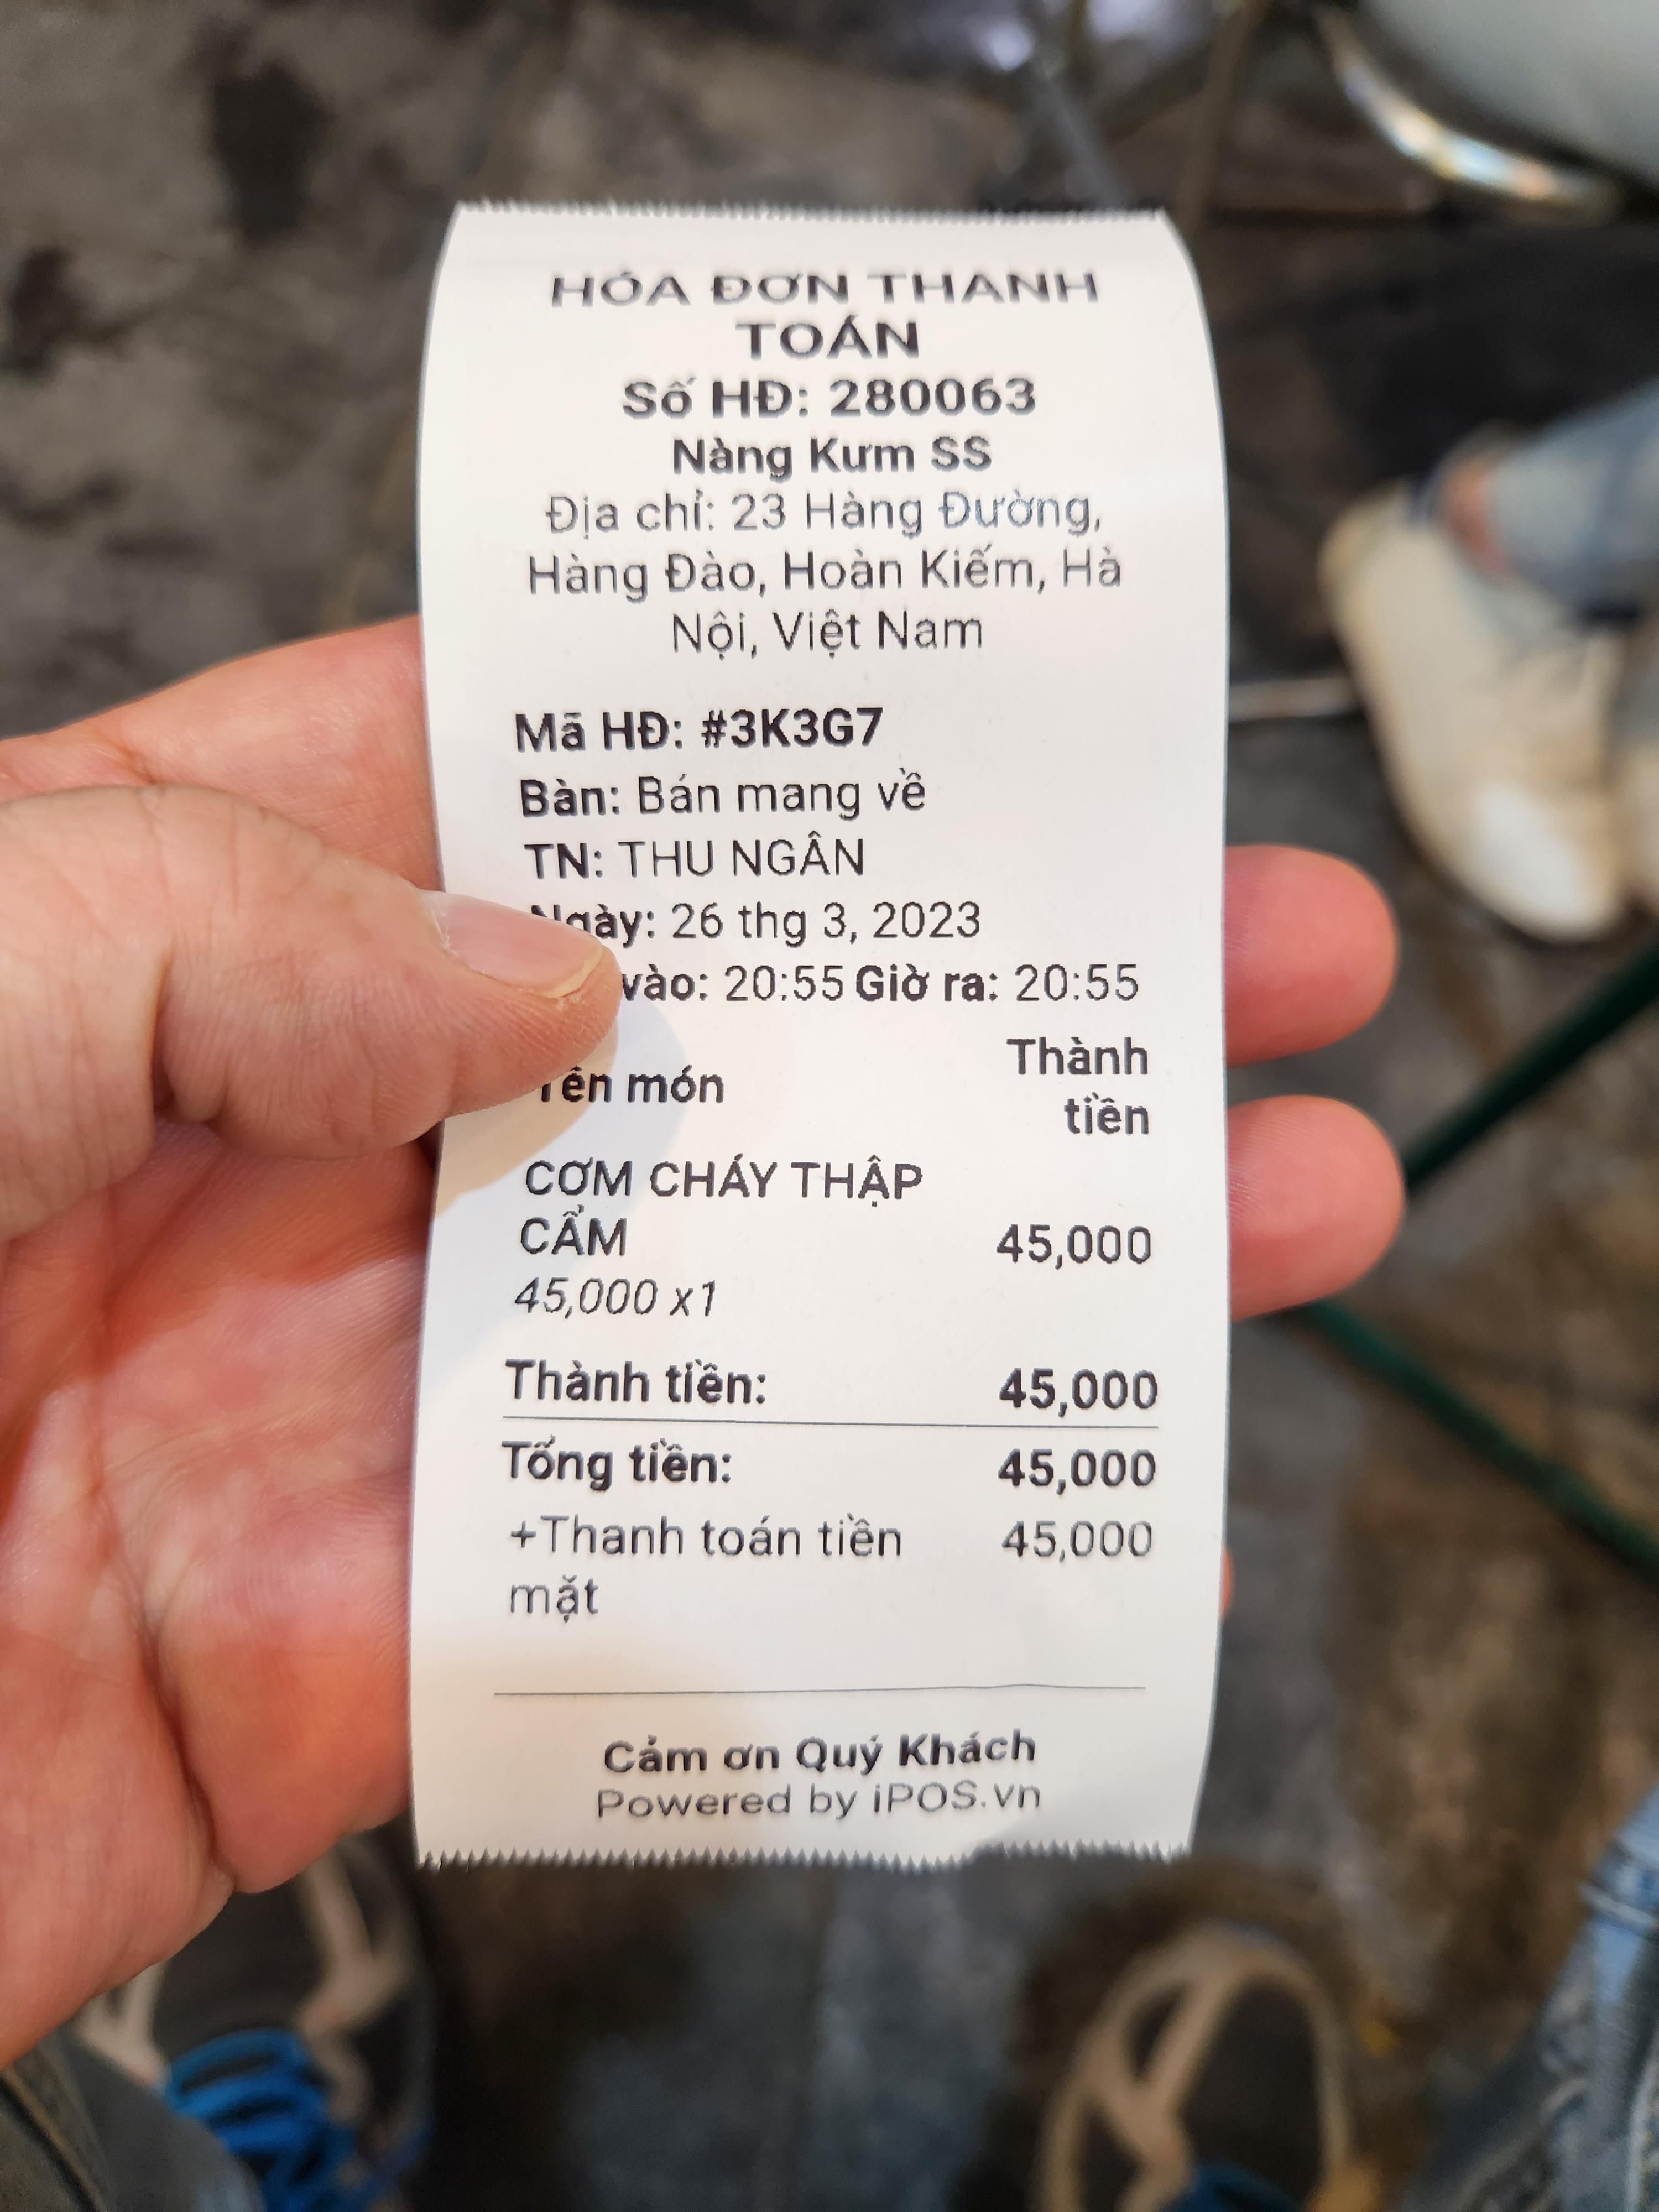 HÓA ĐƠN THANH
TOÁN
Số HĐ: 280063
Nàng Kưm SS
Địa chỉ: 23 Hàng Đường,
Hàng Đào, Hoàn Kiếm, Hà
Nội, Việt Nam
Mã HĐ: #3K3G7
Bàn: Bán mang về
TN: THU NGÂN
Ngày: 26 thg 3, 2023
vào: 20:55 Giờ ra: 20:55
Tên món Thành
tiền
CƠM CHÁY THẬP
CẨM 45,000
45,000 x1
Thành tiền: 45,000
Tổng tiền: 45,000
+Thanh toán tiền 45,000
mặt
Cảm ơn Quý Khách
Powered by iPOS.vn